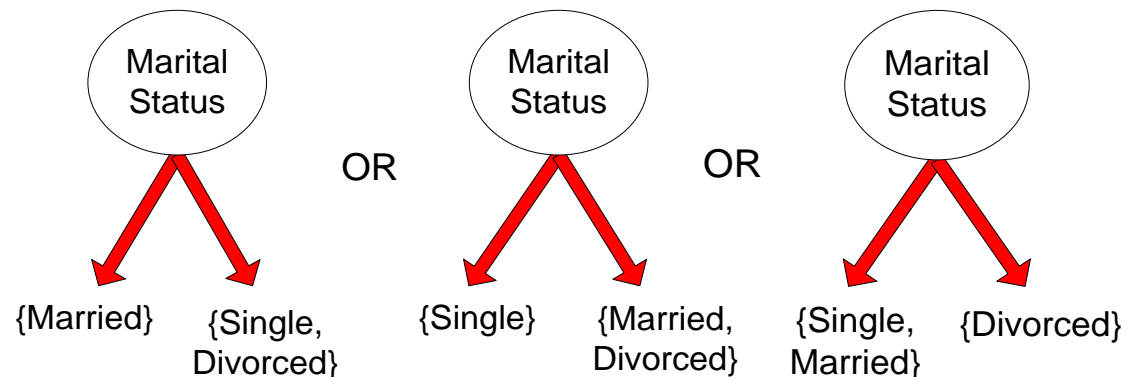 Marital
Status
OR
Marital
Status
OR
Marital
Status
{Married}
{Single,
Divorced}
{Single}
{Married,
Divorced}
{Single,
Married}
{Divorced}